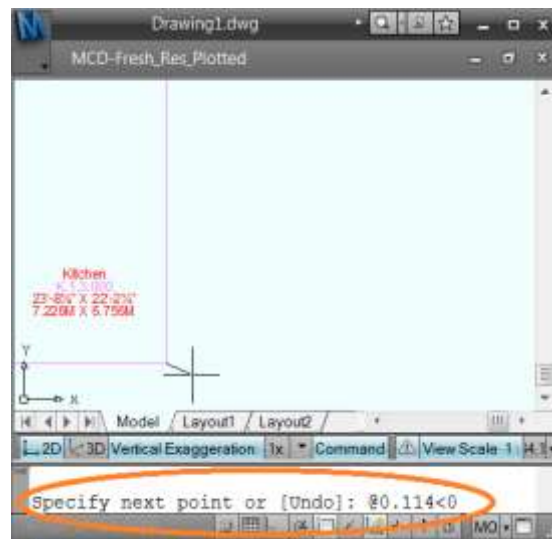 Drawing1.dwg
MCD-Fresh_Res_Plotted
Kitchen
23'-8½" X 22'-2¼"
7.226M X 6.756M
Y
X
Model / Layout1 / Layout2 /
2D 3D Vertical Exaggeration 1x Command View Scale 1
Specify next point or [Undo]: @0.114<0
MO